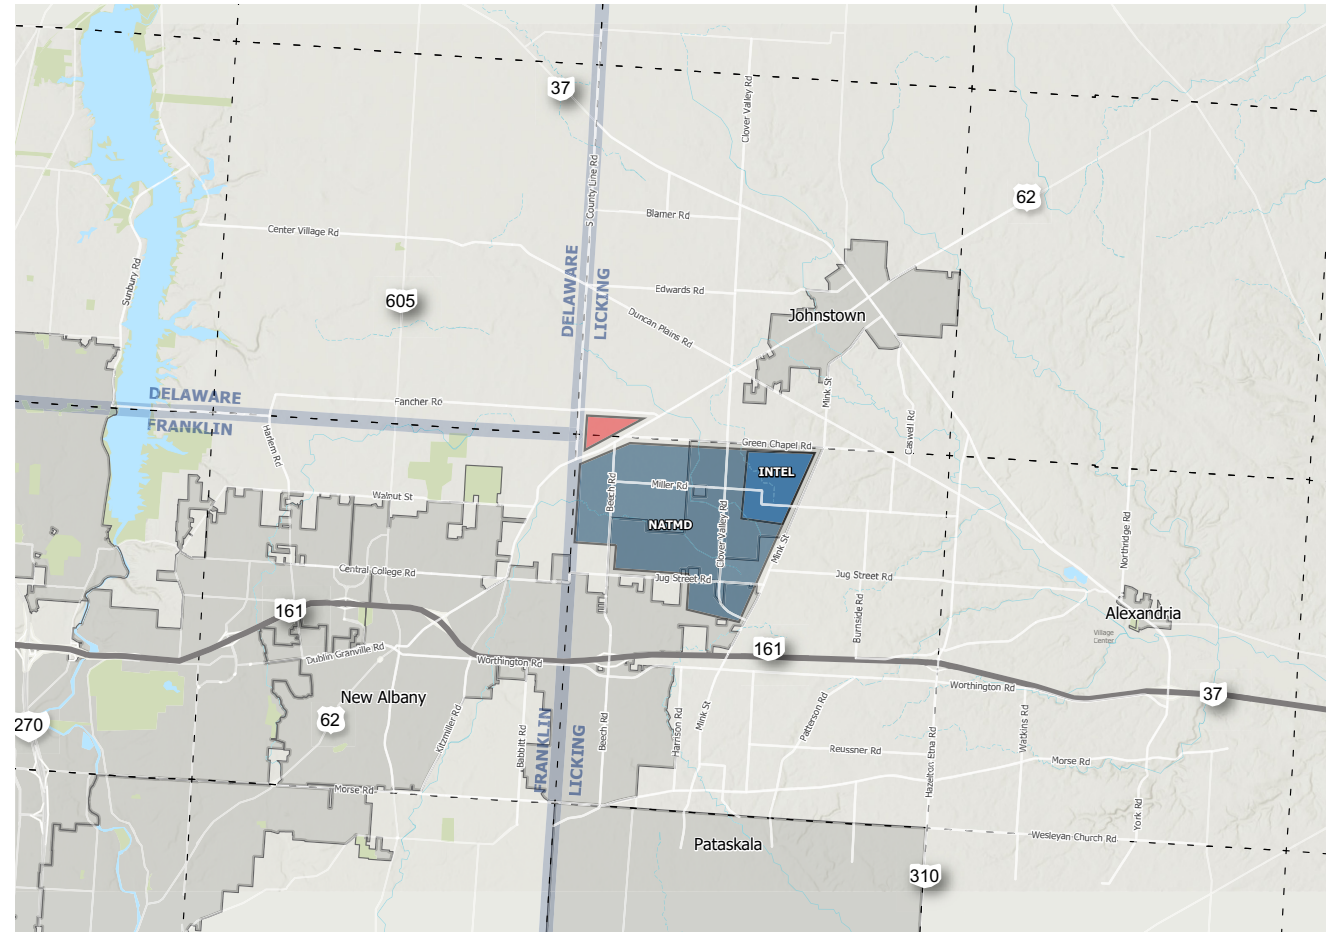 37
Clover Valley Rd
S County Line Rd
62
Blamer Rd
Center Village Rd
Sunbury Rd
605
DELAWARE
LICKING
Edwards Rd
Duncan Plains Rd
Johnstown
DELAWARE
FRANKLIN
Fancher Rd
Mink St
Caswell Rd
Harlem Rd
Green Chapel Rd
INTEL
Beech Rd
Miller Rd
Walnut St
NATMD
Clover Valley Rd
Mink St
Northridge Rd
Central College Rd
Jug Street Rd
Jug Street Rd
161
Burnside Rd
Alexandria
Village
Center
Dublin Granville Rd
Worthington Rd
161
New Albany
Worthington Rd
37
62
270
Kitzmiller Rd
Babbitt Rd
FRANKLIN
LICKING
Beech Rd
Harrison Rd
Mink St
Patterson Rd
Watkins Rd
Hazelton Etna Rd
Reussner Rd
Morse Rd
Morse Rd
York Rd
Wesleyan Church Rd
Pataskala
310